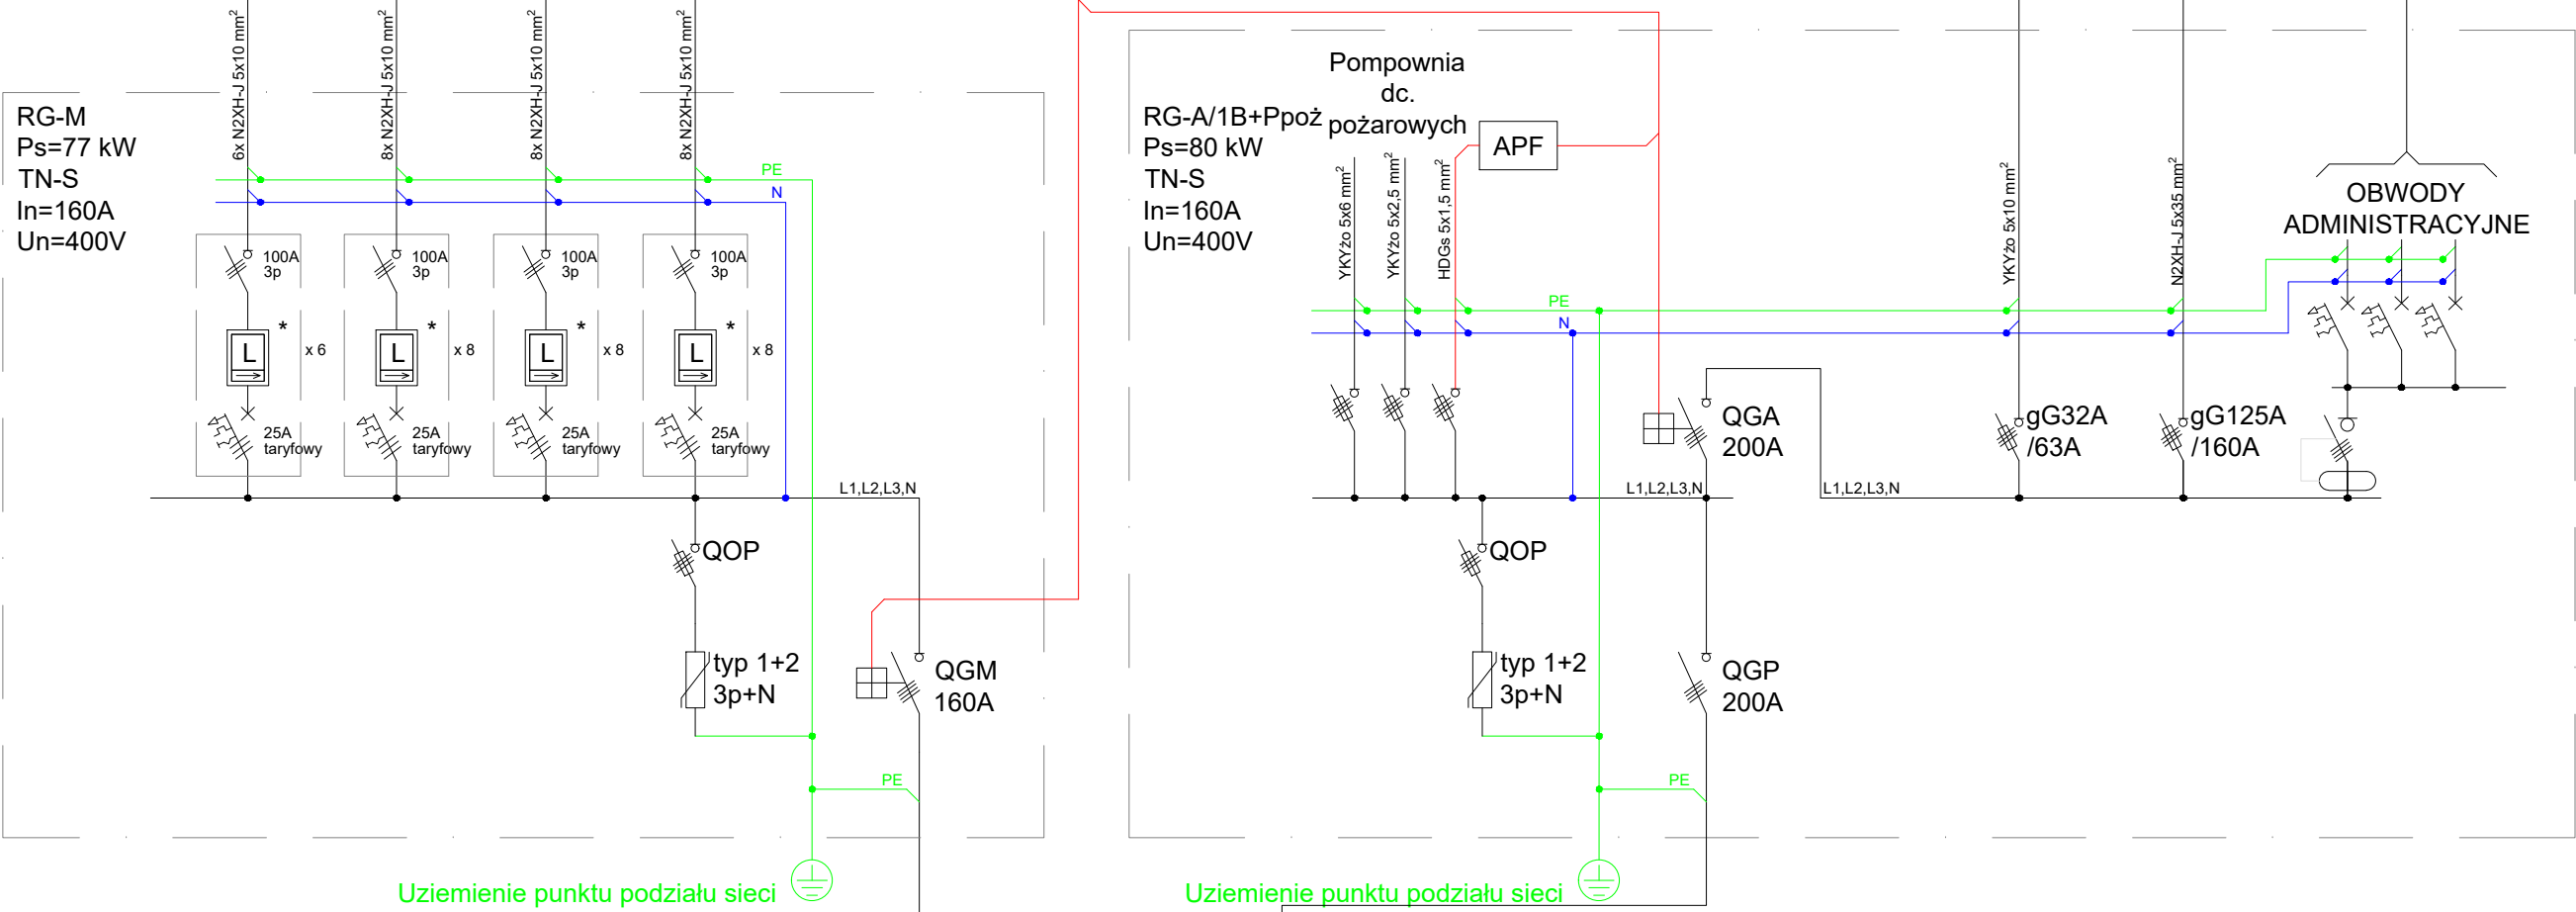 6x N2XH-J 5x10 mm²
8x N2XH-J 5x10 mm²
8x N2XH-J 5x10 mm²
8x N2XH-J 5x10 mm²
RG-M
Ps=77 kW
TN-S
In=160A
Un=400V
PE
N
100A
3p
100A
3p
100A
3p
100A
3p
L
*
x 6
L
*
x 8
L
*
x 8
L
*
x 8
25A
taryfowy
25A
taryfowy
25A
taryfowy
25A
taryfowy
L1,L2,L3,N
QOP
typ 1+2
3p+N
QGM
160A
PE
Uziemienie punktu podziału sieci
Pompownia
dc.
pożarowych
RG-A/1B+Ppoż
Ps=80 kW
TN-S
In=160A
Un=400V
APF
YKYżo 5x6 mm²
YKYżo 5x2,5 mm²
HDGs 5x1,5 mm²
YKYżo 5x10 mm²
N2XH-J 5x35 mm²
OBWODY
ADMINISTRACYJNE
PE
N
QGA
200A
gG32A
/63A
gG125A
/160A
L1,L2,L3,N
L1,L2,L3,N
QOP
typ 1+2
3p+N
QGP
200A
PE
Uziemienie punktu podziału sieci